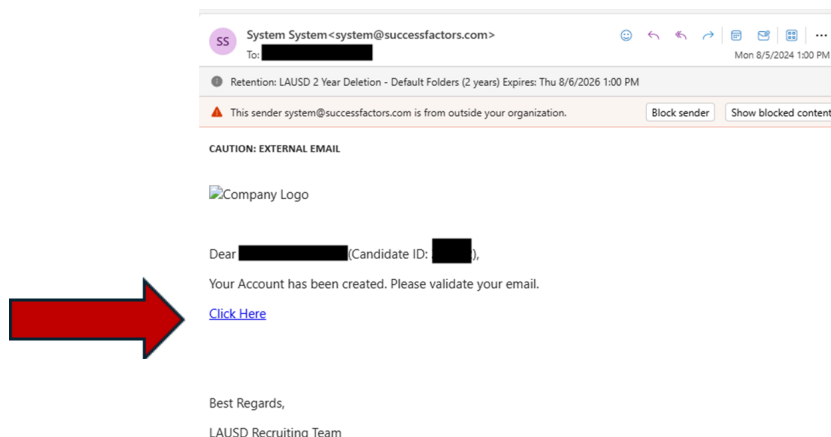 SS
System System<system@successfactors.com>
To:
Mon 8/5/2024 1:00 PM
Retention: LAUSD 2 Year Deletion - Default Folders (2 years) Expires: Thu 8/6/2026 1:00 PM
This sender system@successfactors.com is from outside your organization.
Block sender
Show blocked content
CAUTION: EXTERNAL EMAIL
Company Logo
Dear (Candidate ID: ),
Your Account has been created. Please validate your email.
Click Here
Best Regards,
LAUSD Recruiting Team